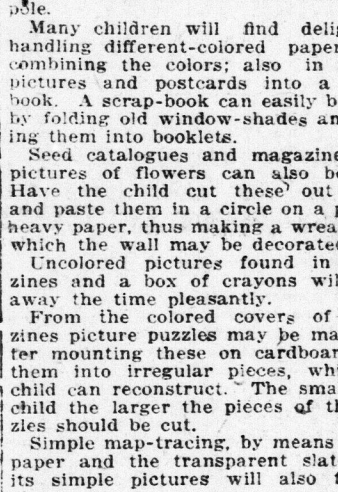 pole.
Many children will find delig
handling different-colored paper
combining the colors; also in
pictures and postcards into a
book. A scrap-book can easily b
by folding old window-shades an
ing them into booklets.
Seed catalogues and magazine
pictures of flowers can also be
Have the child cut these out
and paste them in a circle on a p
heavy paper, thus making a wrea
which the wall may be decorated
Uncolored pictures found in
zines and a box of crayons wil
away the time pleasantly.
From the colored covers of
zines picture puzzles may be ma
ter mounting these on cardboar
them into irregular pieces, whi
child can reconstruct. The sma
child the larger the pieces of th
zles should be cut.
Simple map-tracing, by means
paper and the transparent slat
its simple pictures will also f